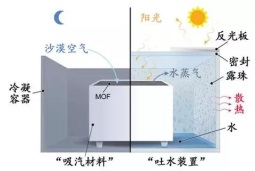 阳光
反光板
沙漠空气
水蒸气
密封
露珠
冷凝
容器
MOF
散
热
水
“吸汽材料”
“吐水装置”